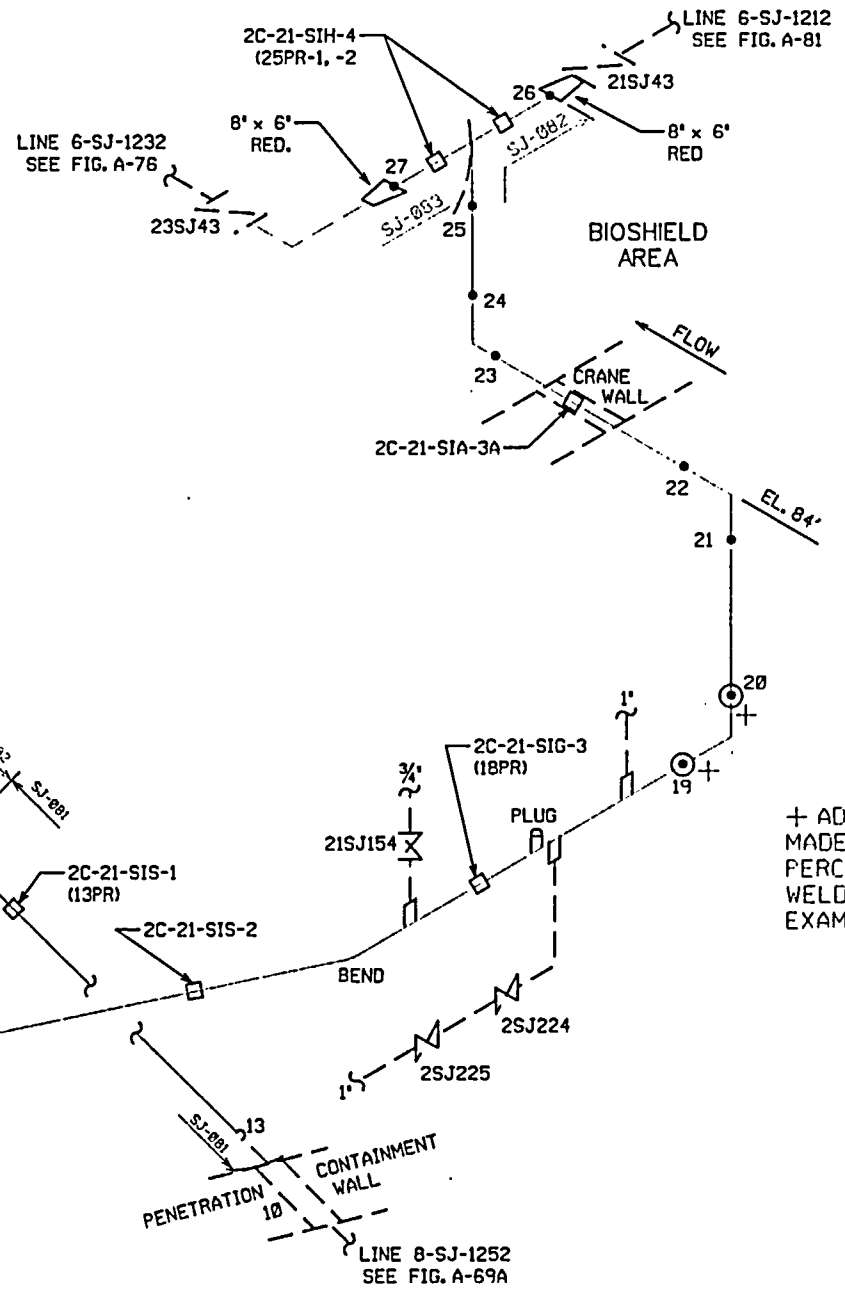 2C-21-SIH-4
(25PR-1, -2
LINE 6-SJ-1212
SEE FIG. A-81
21SJ43
26
8" x 6"
RED.
SJ-082
8" x 6"
RED
LINE 6-SJ-1232
SEE FIG. A-76
27
SJ-083
23SJ43
25
BIOSHIELD
AREA
24
FLOW
23
CRANE
WALL
2C-21-SIA-3A
22
EL. 84'
21
20
+
1"
2C-21-SIG-3
(18PR)
19
+
3/4"
SJ-081
PLUG
21SJ154
+ AD
MADE
PERC
WELD
EXAM
2C-21-SIS-1
(13PR)
2C-21-SIS-2
BEND
2SJ224
2SJ225
1"
13
SJ-081
CONTAINMENT
WALL
PENETRATION
10
LINE 8-SJ-1252
SEE FIG. A-69A